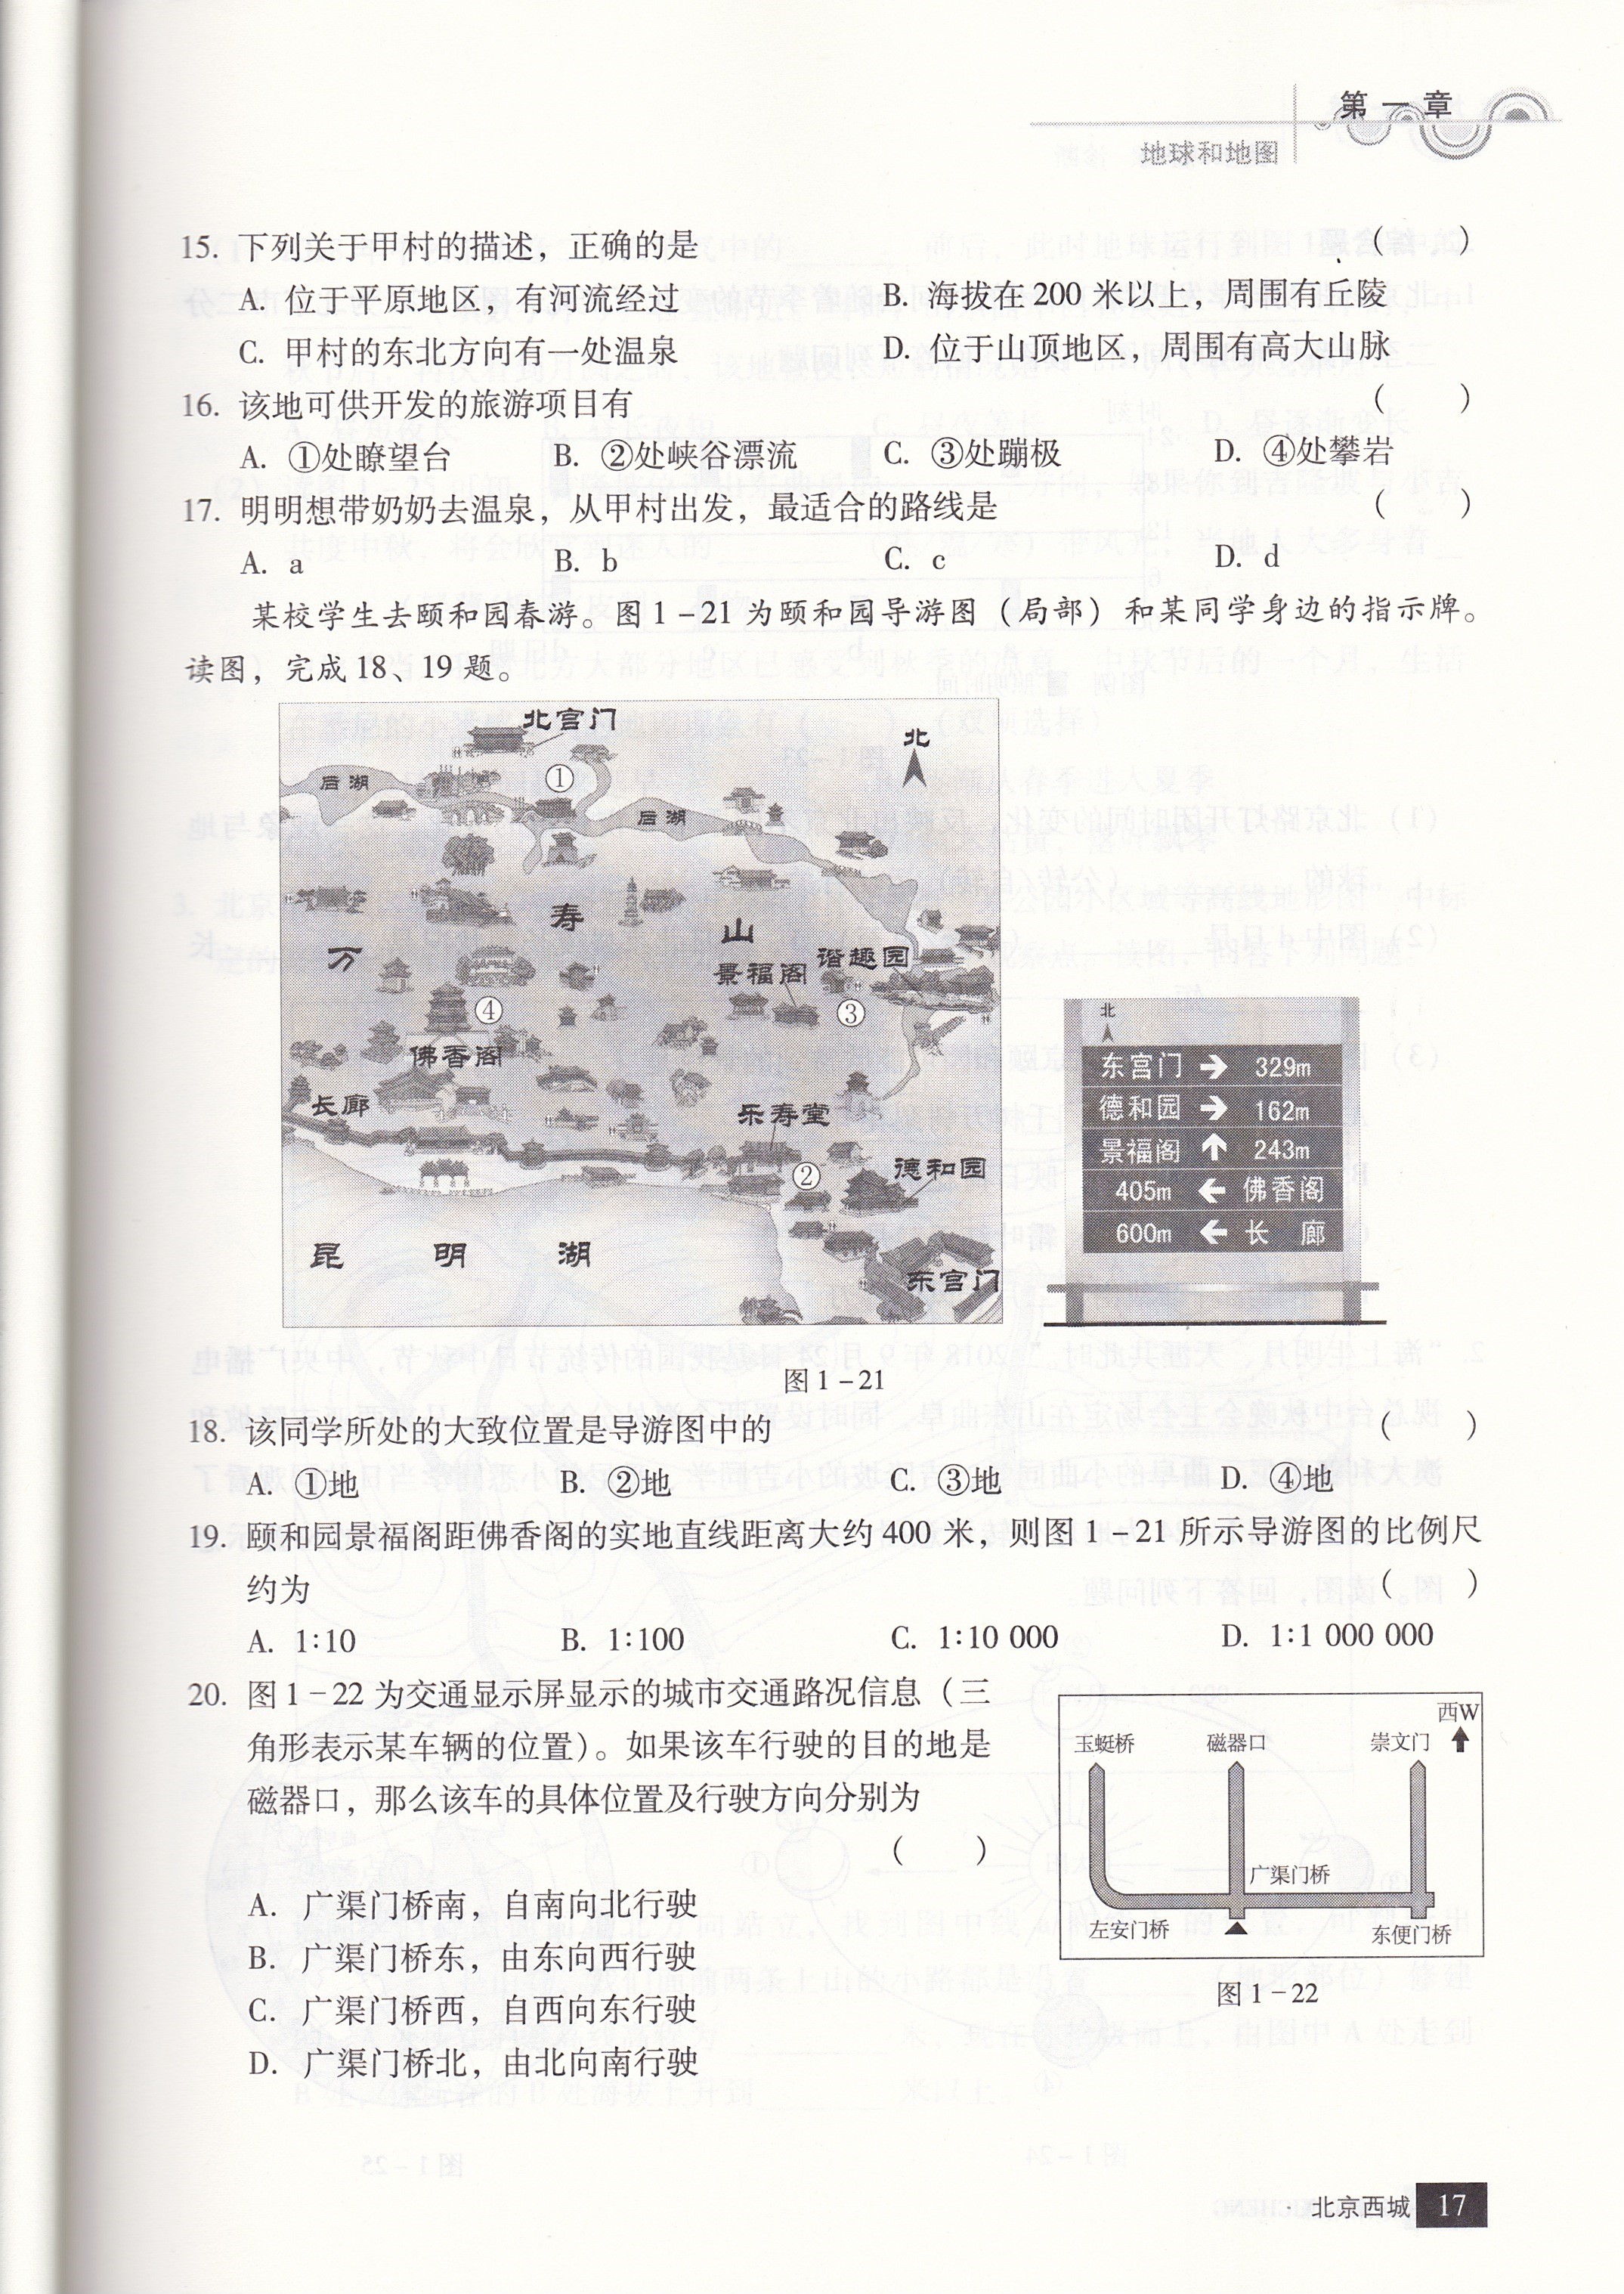 第一章
地球和地图
15. 下列关于甲村的描述，正确的是 （ ）
A. 位于平原地区，有河流经过 B. 海拔在200米以上，周围有丘陵
C. 甲村的东北方向有一处温泉 D. 位于山顶地区，周围有高大山脉
16. 该地可供开发的旅游项目有 （ ）
A. ①处瞭望台 B. ②处峡谷漂流 C. ③处蹦极 D. ④处攀岩
17. 明明想带奶奶去温泉，从甲村出发，最适合的路线是 （ ）
A. a B. b C. c D. d
某校学生去颐和园春游。图1-21为颐和园导游图（局部）和某同学身边的指示牌。
读图，完成18、19题。
北宫门
北
后湖
①
后湖
寿
山
万
谐趣园
景福阁
④
③
佛香阁
长廊
乐寿堂
②
德和园
昆明湖
东宫门
北
东宫门 → 329m
德和园 → 162m
景福阁 ↑ 243m
405m ← 佛香阁
600m ← 长廊
图1-21
18. 该同学所处的大致位置是导游图中的 （ ）
A. ①地 B. ②地 C. ③地 D. ④地
19. 颐和园景福阁距佛香阁的实地直线距离大约400米，则图1-21所示导游图的比例尺
约为 （ ）
A. 1∶10 B. 1∶100 C. 1∶10 000 D. 1∶1 000 000
20. 图1-22为交通显示屏显示的城市交通路况信息（三
角形表示某车辆的位置）。如果该车行驶的目的地是
磁器口，那么该车的具体位置及行驶方向分别为
（ ）
A. 广渠门桥南，自南向北行驶
B. 广渠门桥东，由东向西行驶
C. 广渠门桥西，自西向东行驶
D. 广渠门桥北，由北向南行驶
西W
玉蜓桥 磁器口 崇文门
广渠门桥
左安门桥 东便门桥
图1-22
北京西城 17